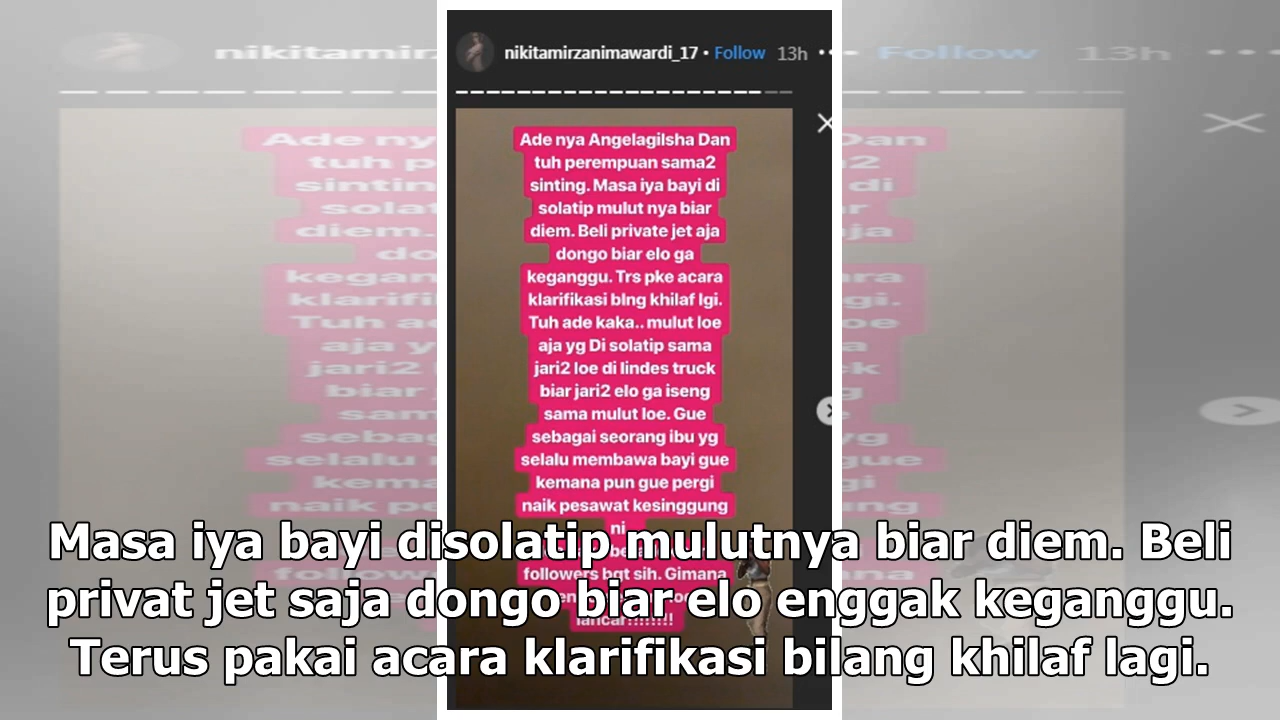 nikitamirzanimawardi_17 • Follow 13h
Ade nya Angelagilsha Dan
tuh perempuan sama2
sinting. Masa iya bayi di
solatip mulut nya biar
diem. Beli private jet aja
dongo biar elo ga
keganggu. Trs pke acara
klarifikasi blng khilaf lgi.
Tuh ade kaka.. mulut loe
aja yg Di solatip sama
jari2 loe di lindes truck
biar jari2 elo ga iseng
sama mulut loe. Gue
sebagai seorang ibu yg
selalu membawa bayi gue
kemana pun gue pergi
naik pesawat kesinggung
ni
followers bgt sih. Gimana
lancar!!!!!!!!
Masa iya bayi disolatip mulutnya biar diem. Beli
privat jet saja dongo biar elo enggak keganggu.
Terus pakai acara klarifikasi bilang khilaf lagi.